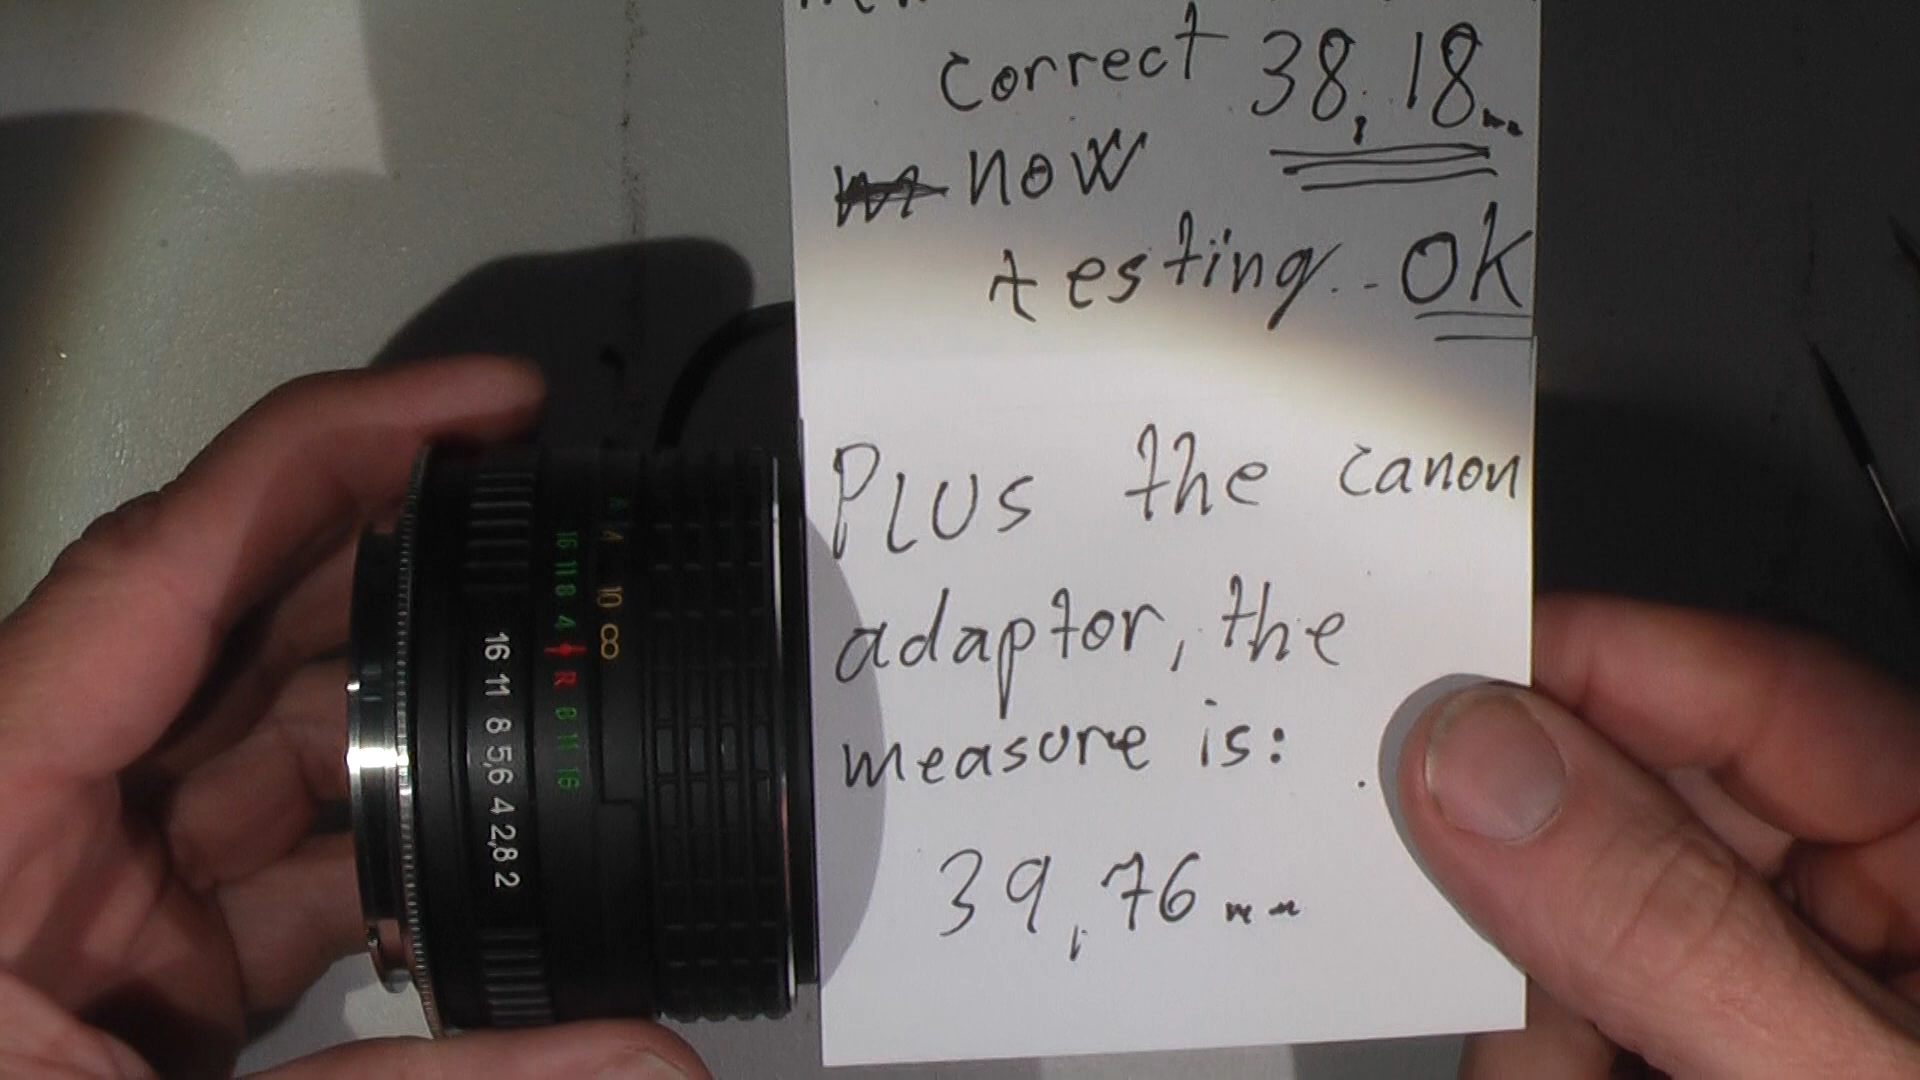 correct 38,18mm
now
testing.. OK
PLUS the canon
adaptor, the
measure is:
39,76mm
A A
16 11 8 4 R 8 11 16
10 ∞
16 11 8 5,6 4 2,8 2